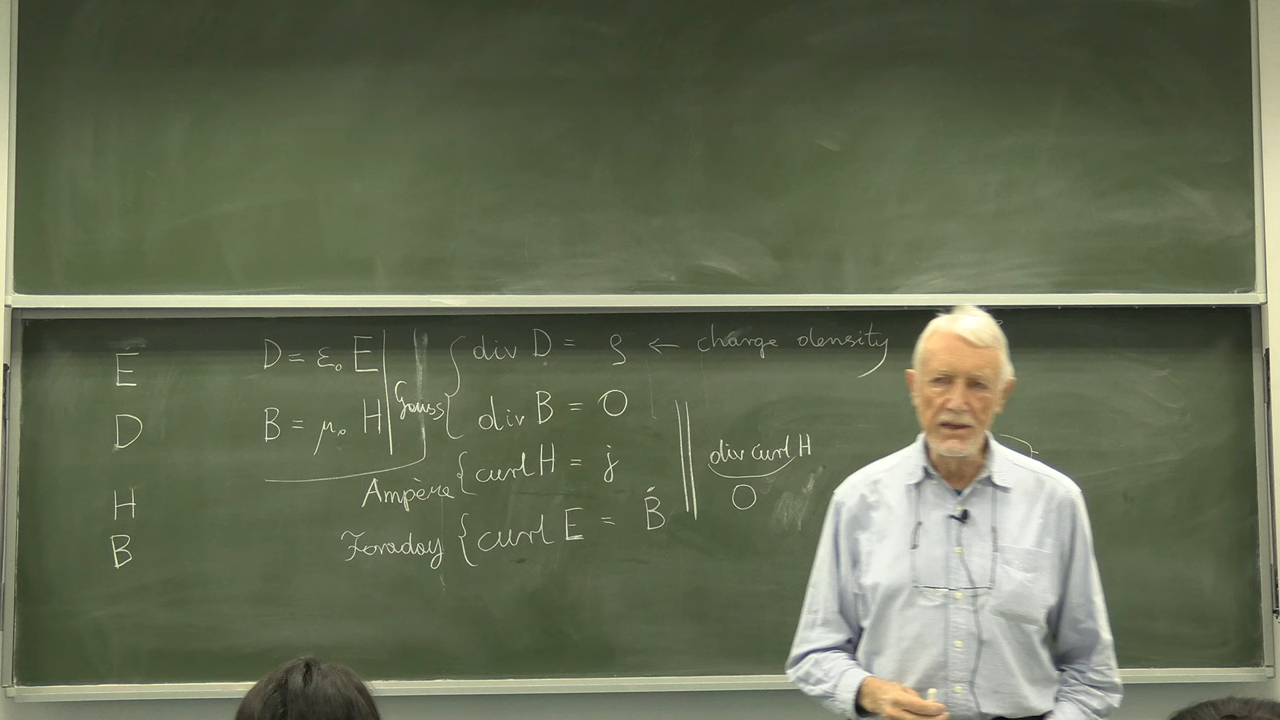 E
D
H
B
D = ε₀ E
B = μ₀ H
Gauss { div D = ρ ← charge density
div B = 0
Ampère { curl H = j
Faraday { curl E = Ḃ
div curl H
0